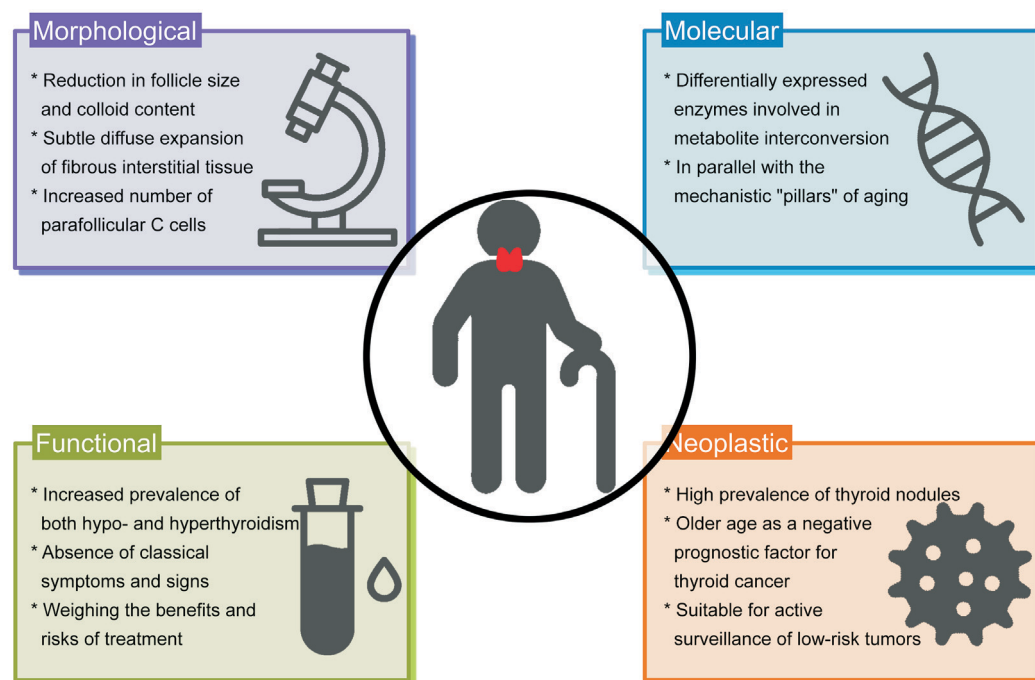 Morphological
* Reduction in follicle size
and colloid content
* Subtle diffuse expansion
of fibrous interstitial tissue
* Increased number of
parafollicular C cells
Molecular
* Differentially expressed
enzymes involved in
metabolite interconversion
* In parallel with the
mechanistic "pillars" of aging
Functional
* Increased prevalence of
both hypo- and hyperthyroidism
* Absence of classical
symptoms and signs
* Weighing the benefits and
risks of treatment
Neoplastic
* High prevalence of thyroid nodules
* Older age as a negative
prognostic factor for
thyroid cancer
* Suitable for active
surveillance of low-risk tumors